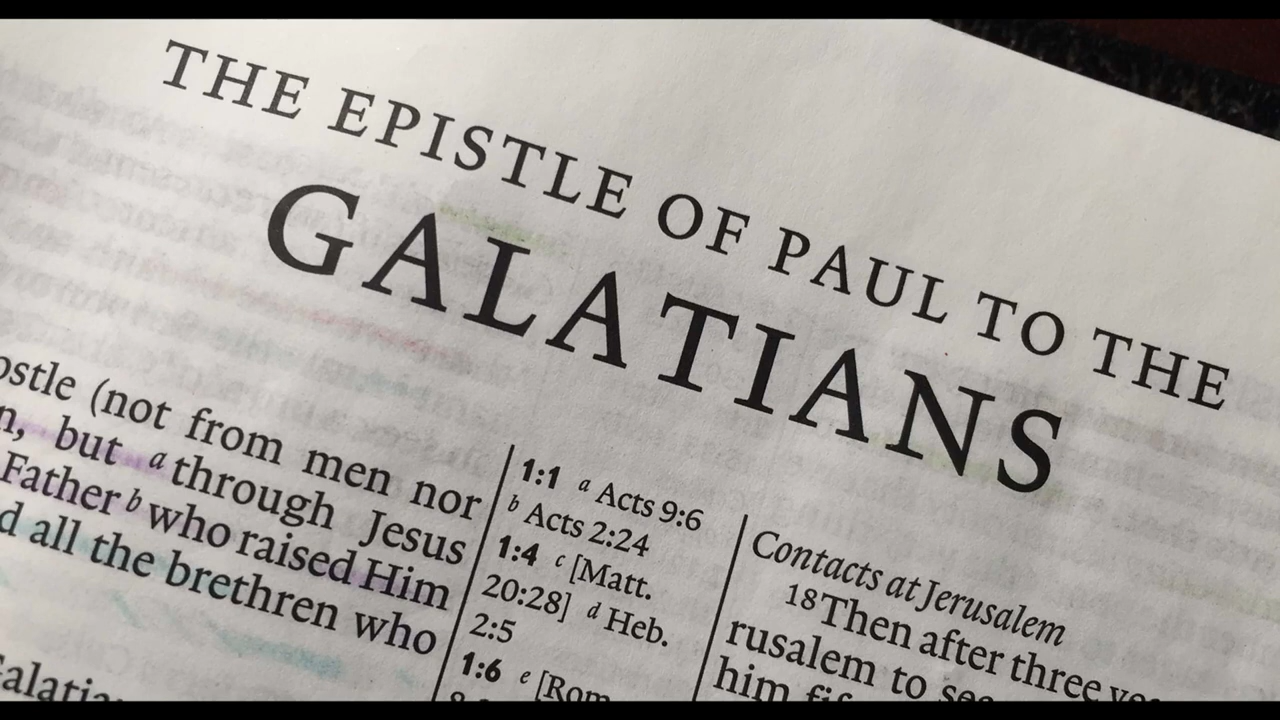 THE EPISTLE OF PAUL TO THE
GALATIANS
(not from men nor
but a through Jesus
Father b who raised Him
all the brethren who
1:1 a Acts 9:6
b Acts 2:24
1:4 c [Matt.
20:28] d Heb.
2:5
1:6 e [Rom
Contacts at Jerusalem
18 Then after three
rusalem to see
him